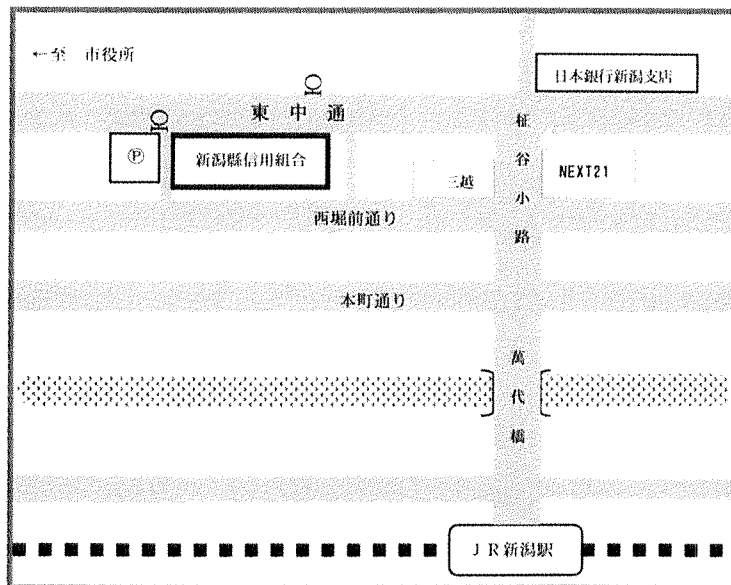 ←至 市役所
日本銀行新潟支店
東中通
Ⓟ
新潟縣信用組合
三越
柾谷小路
NEXT21
西堀前通り
本町通り
萬代橋
JR新潟駅